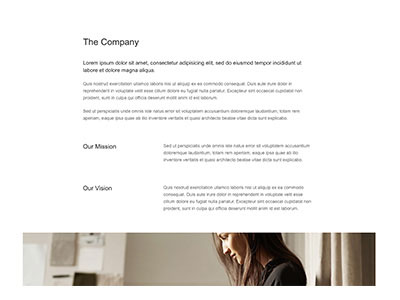 The Company
Lorem ipsum dolor sit amet, consectetur adipisicing elit, sed do eiusmod tempor incididunt ut
labore et dolore magna aliqua.
Quis nostrud exercitation ullamco laboris nisi ut aliquip ex ea commodo consequat. Duis aute irure dolor in
reprehenderit in voluptate velit esse cillum dolore eu fugiat nulla pariatur. Excepteur sint occaecat cupidatat non
proident, sunt in culpa qui officia deserunt mollit anim id est laborum.
Sed ut perspiciatis unde omnis iste natus error sit voluptatem accusantium doloremque laudantium, totam rem
aperiam, eaque ipsa quae ab illo inventore veritatis et quasi architecto beatae vitae dicta sunt explicabo.
Our Mission
Sed ut perspiciatis unde omnis iste natus error sit voluptatem accusantium
doloremque laudantium, totam rem aperiam, eaque ipsa quae ab illo
inventore veritatis et quasi architecto beatae vitae dicta sunt explicabo.
Our Vision
Quis nostrud exercitation ullamco laboris nisi ut aliquip ex ea commodo
consequat. Duis aute irure dolor in reprehenderit in voluptate velit esse
cillum dolore eu fugiat nulla pariatur. Excepteur sint occaecat cupidatat non
proident, sunt in culpa qui officia deserunt mollit anim id est laborum.